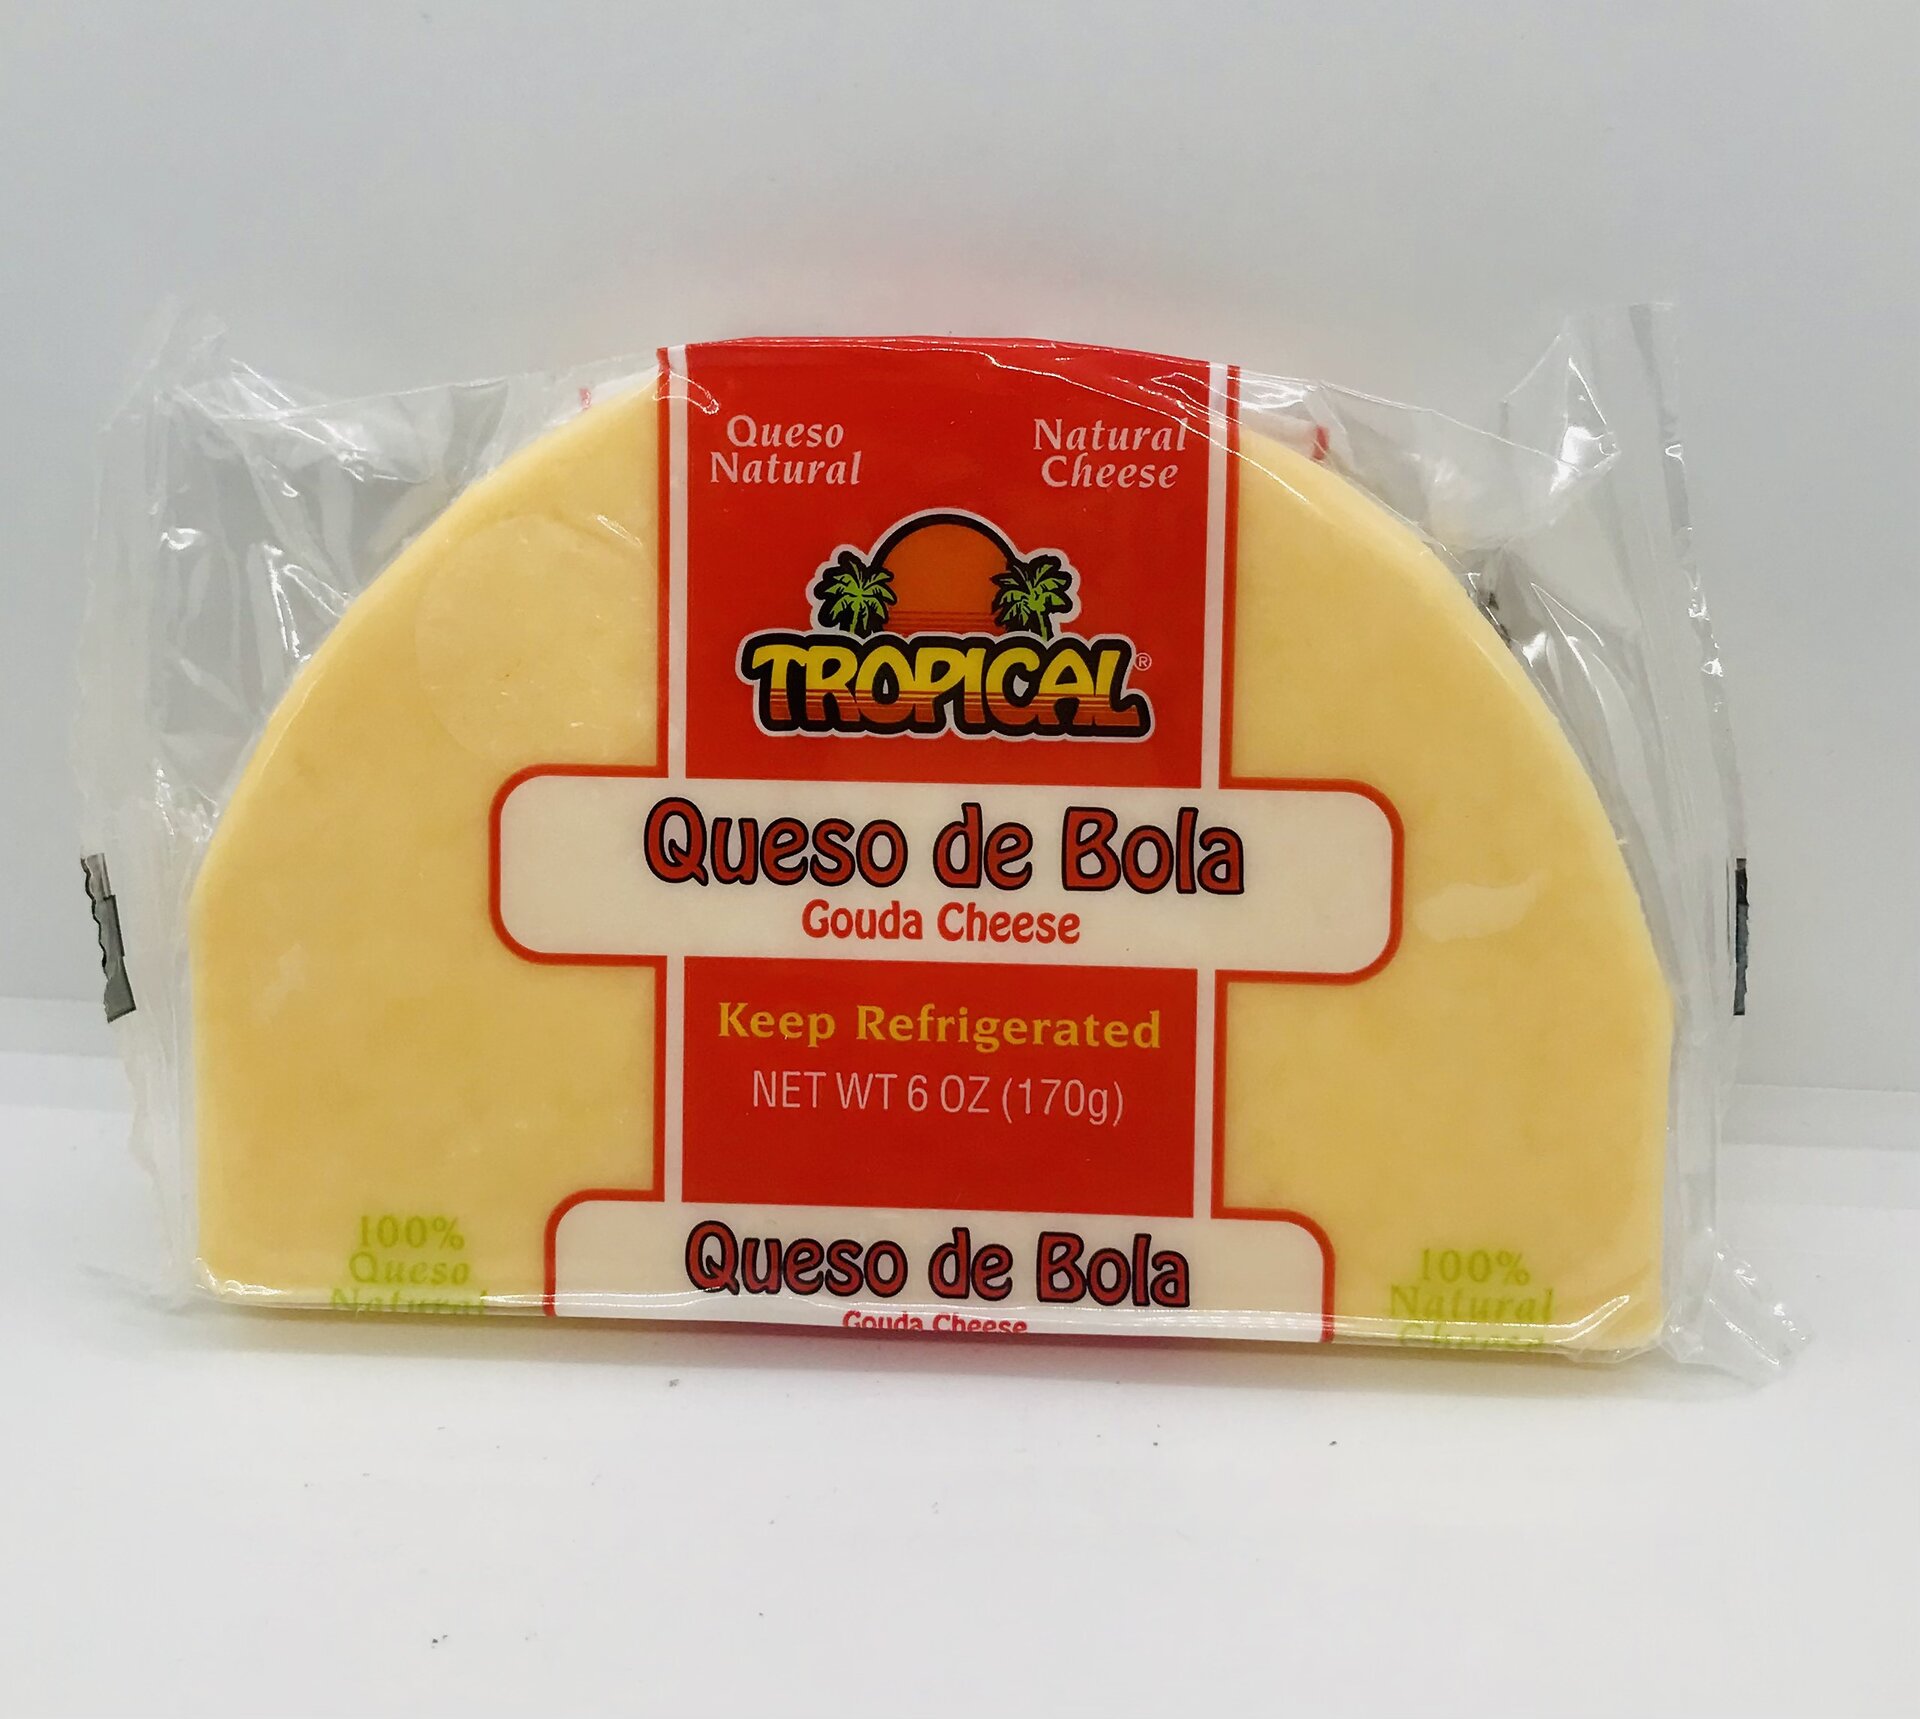 Queso
Natural
Natural
Cheese
TROPICAL®
Queso de Bola
Gouda Cheese
Keep Refrigerated
NET WT 6 OZ (170g)
100%
Queso
Natural
Queso de Bola
Gouda Cheese
100%
Natural